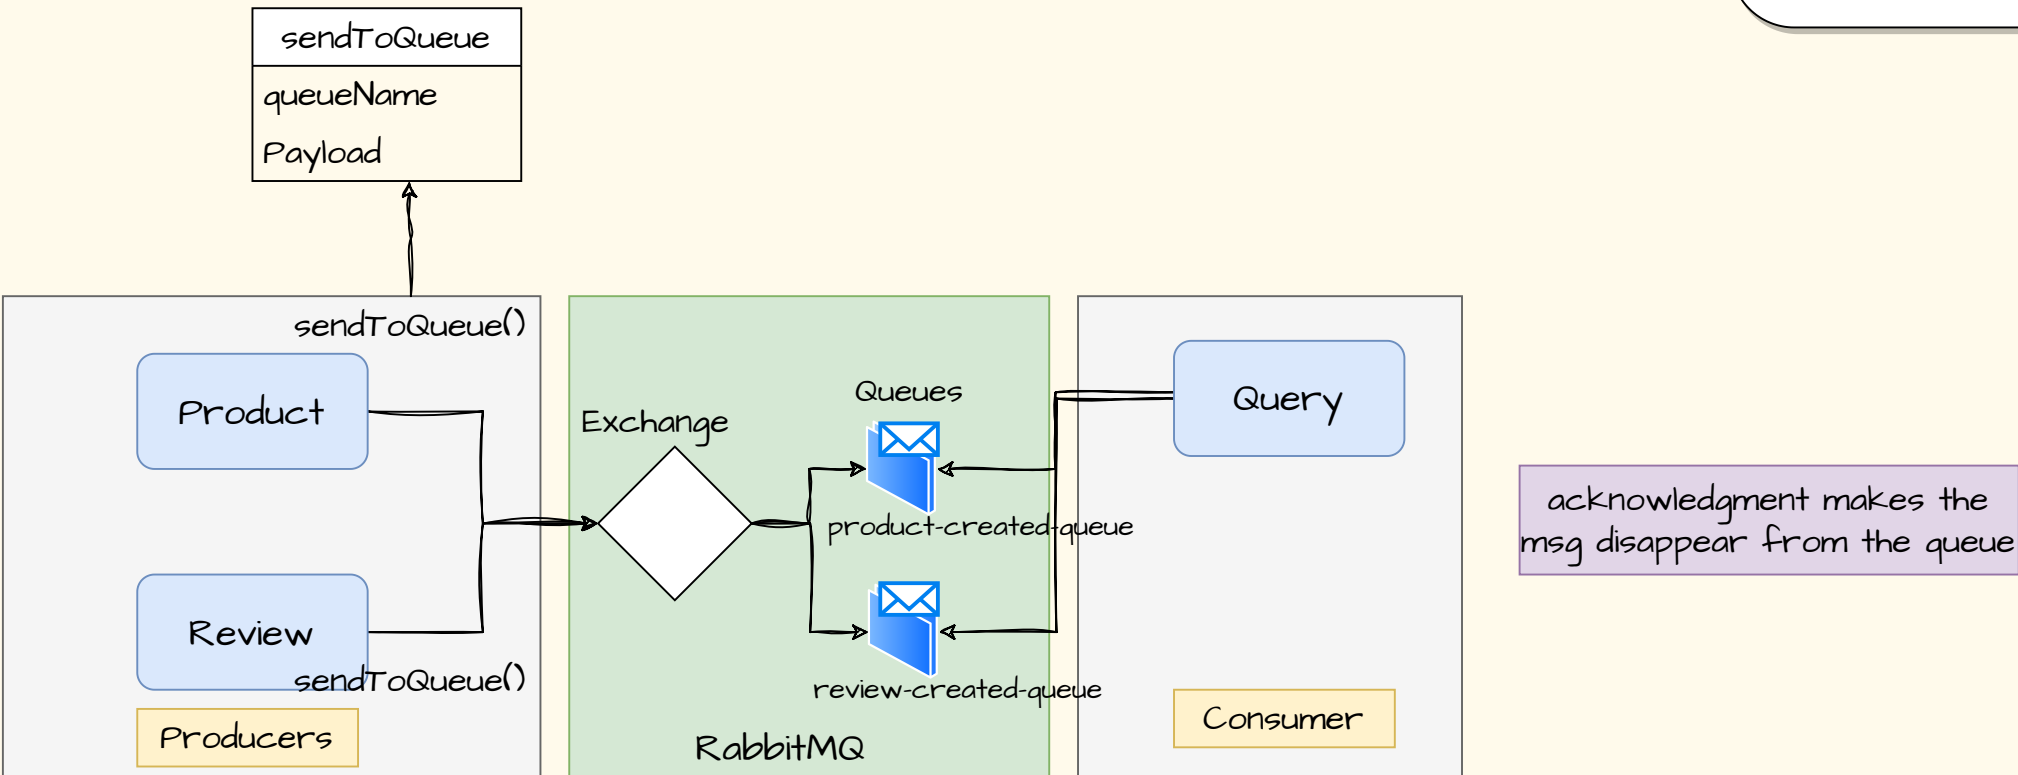 sendToQueue
queueName
Payload
sendToQueue()
Product
Review
sendToQueue()
Producers
Exchange
Queues
product-created-queue
review-created-queue
RabbitMQ
Query
Consumer
acknowledgment makes the
msg disappear from the queue